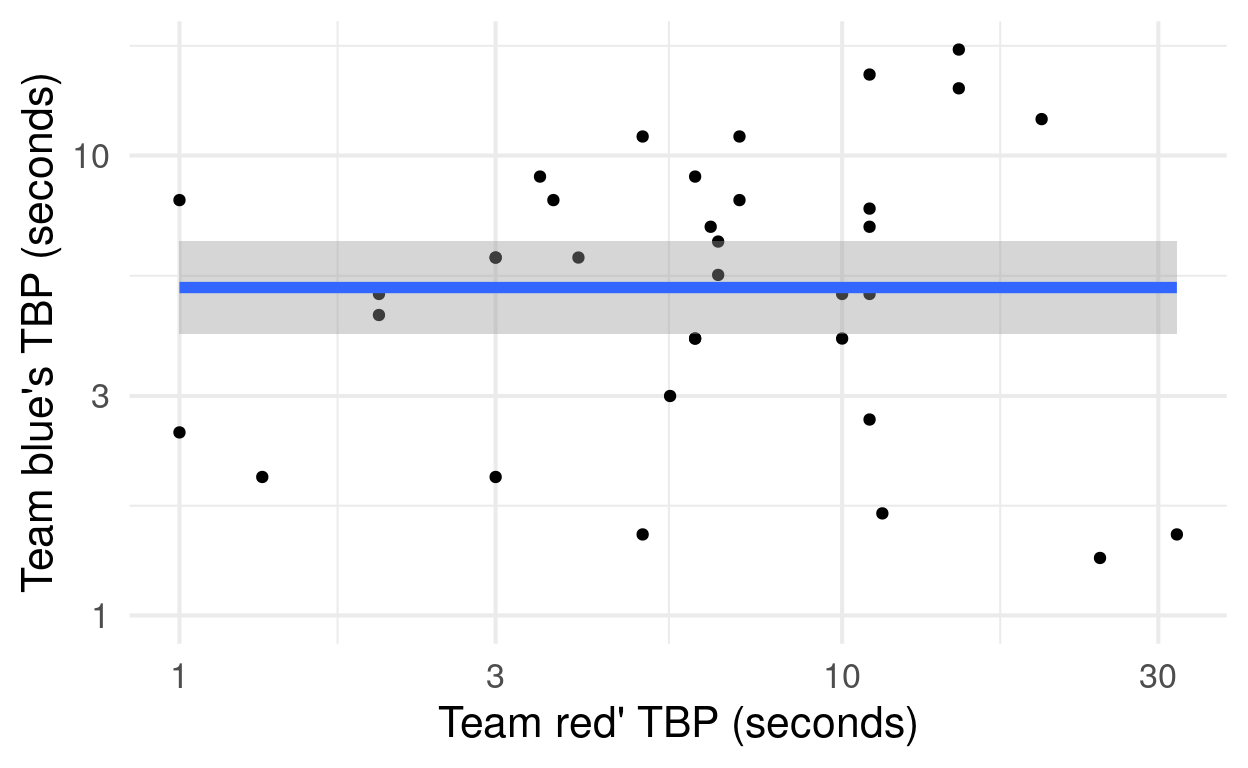 Team blue's TBP (seconds)
10
3
1
1 3 10 30
Team red' TBP (seconds)